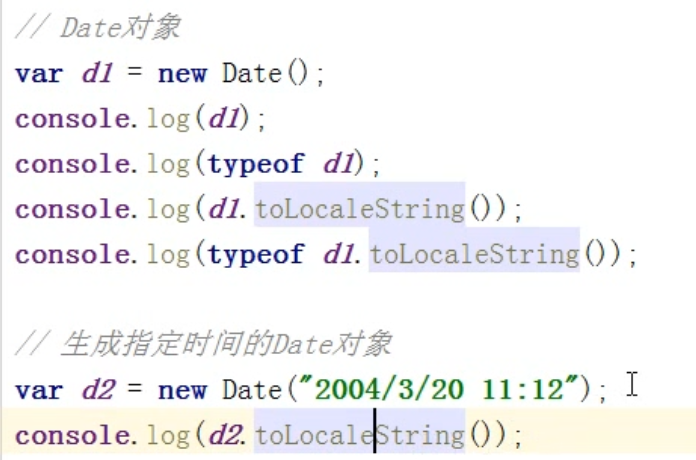 // Date对象
var d1 = new Date();
console.log(d1);
console.log(typeof d1);
console.log(d1.toLocaleString());
console.log(typeof d1.toLocaleString());
// 生成指定时间的Date对象
var d2 = new Date("2004/3/20 11:12");
console.log(d2.toLocaleString());